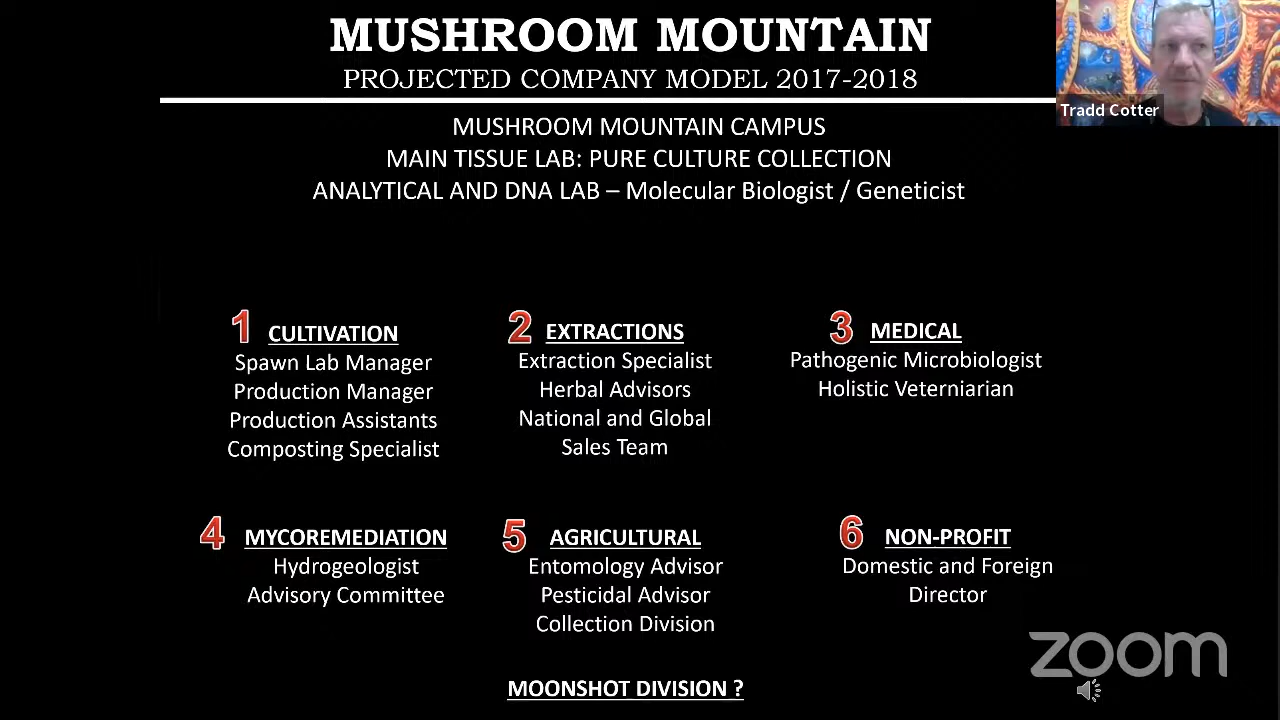 MUSHROOM MOUNTAIN
PROJECTED COMPANY MODEL 2017-2018
Tradd Cotter
MUSHROOM MOUNTAIN CAMPUS
MAIN TISSUE LAB: PURE CULTURE COLLECTION
ANALYTICAL AND DNA LAB – Molecular Biologist / Geneticist
1 CULTIVATION
Spawn Lab Manager
Production Manager
Production Assistants
Composting Specialist
2 EXTRACTIONS
Extraction Specialist
Herbal Advisors
National and Global
Sales Team
3 MEDICAL
Pathogenic Microbiologist
Holistic Veterniarian
4 MYCOREMEDIATION
Hydrogeologist
Advisory Committee
5 AGRICULTURAL
Entomology Advisor
Pesticidal Advisor
Collection Division
6 NON-PROFIT
Domestic and Foreign
Director
MOONSHOT DIVISION ?
zoom